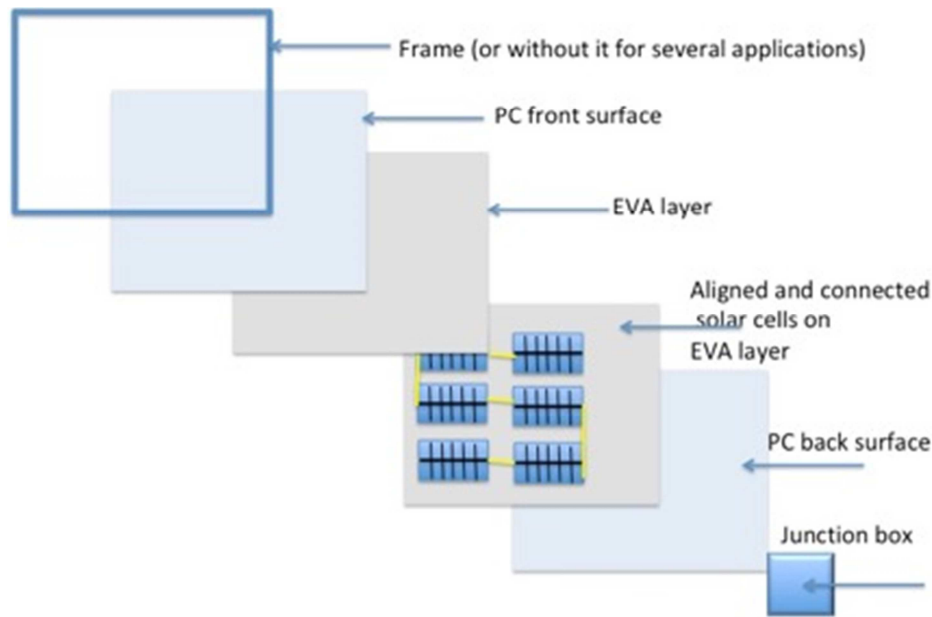 Frame (or without it for several applications)
PC front surface
EVA layer
Aligned and connected
solar cells on
EVA layer
PC back surface
Junction box